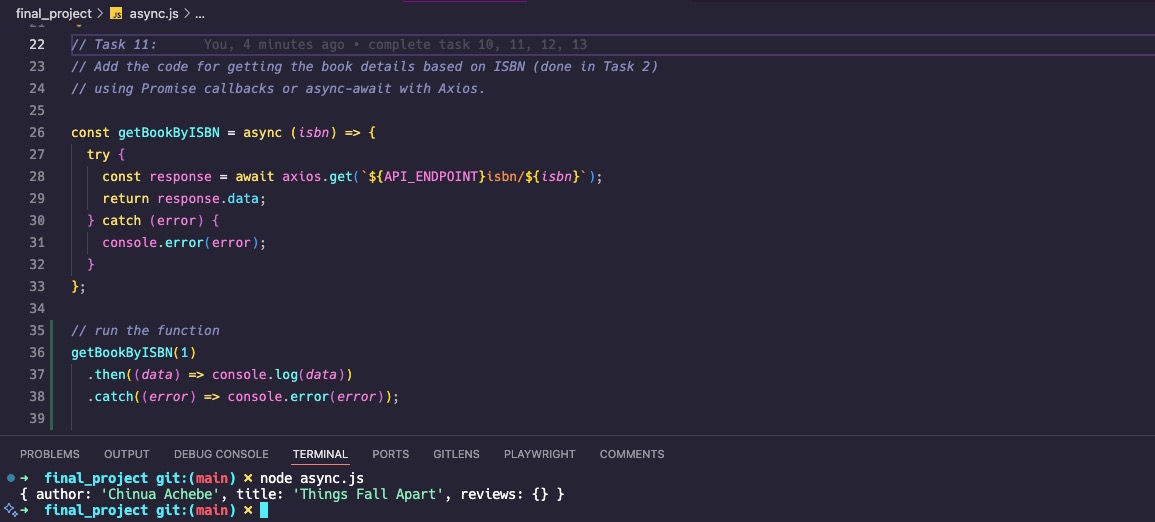 final_project > JS async.js > ...
21
22 // Task 11: You, 4 minutes ago • complete task 10, 11, 12, 13
23 // Add the code for getting the book details based on ISBN (done in Task 2)
24 // using Promise callbacks or async-await with Axios.
25
26 const getBookByISBN = async (isbn) => {
27 try {
28 const response = await axios.get(`${API_ENDPOINT}isbn/${isbn}`);
29 return response.data;
30 } catch (error) {
31 console.error(error);
32 }
33 };
34
35 // run the function
36 getBookByISBN(1)
37 .then((data) => console.log(data))
38 .catch((error) => console.error(error));
39
PROBLEMS OUTPUT DEBUG CONSOLE TERMINAL PORTS GITLENS PLAYWRIGHT COMMENTS
➜ final_project git:(main) ✗ node async.js
{ author: 'Chinua Achebe', title: 'Things Fall Apart', reviews: {} }
➜ final_project git:(main) ✗